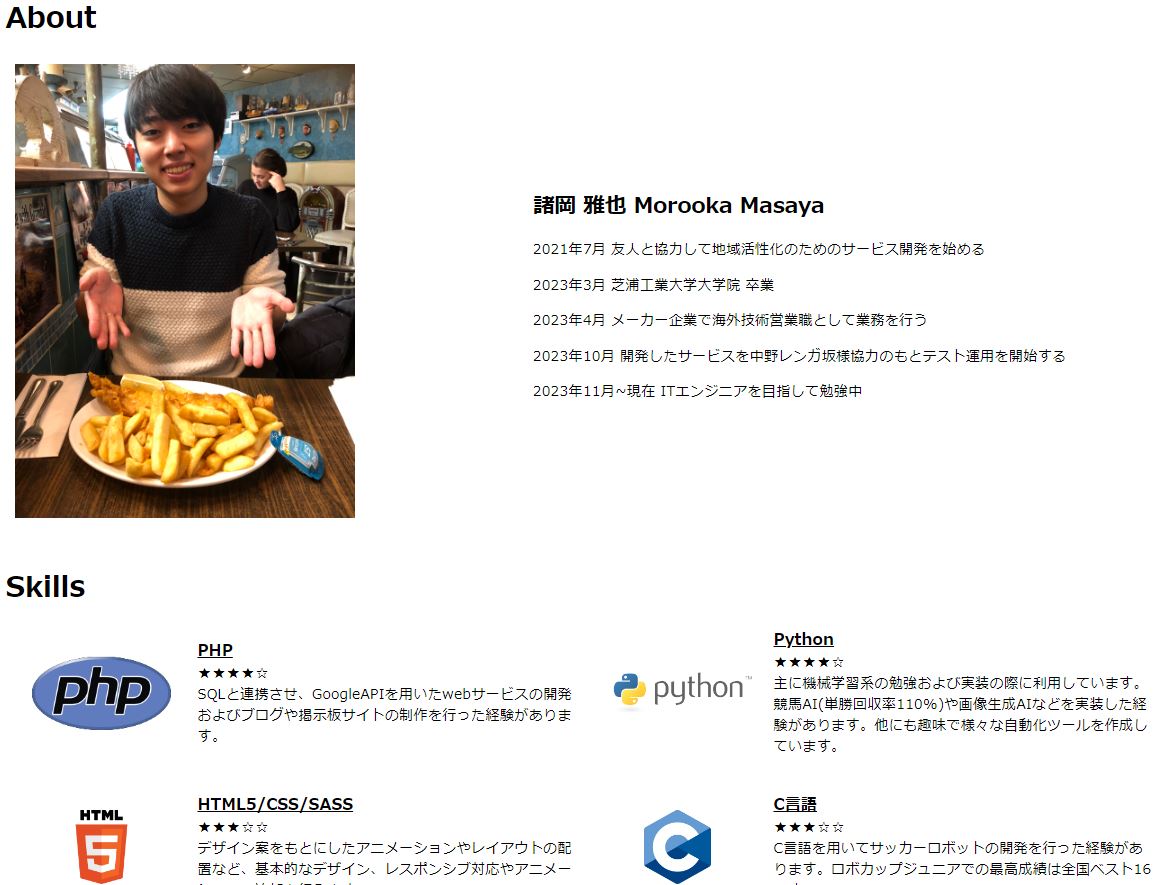 About
諸岡 雅也 Morooka Masaya
2021年7月 友人と協力して地域活性化のためのサービス開発を始める
2023年3月 芝浦工業大学大学院 卒業
2023年4月 メーカー企業で海外技術営業職として業務を行う
2023年10月 開発したサービスを中野レンガ坂様協力のもとテスト運用を開始する
2023年11月~現在 ITエンジニアを目指して勉強中
Skills
php
PHP
★★★★☆
SQLと連携させ、GoogleAPIを用いたwebサービスの開発
およびブログや掲示板サイトの制作を行った経験がありま
す。
python™
Python
★★★★☆
主に機械学習系の勉強および実装の際に利用しています。
競馬AI(単勝回収率110%)や画像生成AIなどを実装した経
験があります。他にも趣味で様々な自動化ツールを作成し
ています。
HTML
5
HTML5/CSS/SASS
★★★☆☆
デザイン案をもとにしたアニメーションやレイアウトの配
置など、基本的なデザイン、レスポンシブ対応やアニメー
C
C言語
★★★☆☆
C言語を用いてサッカーロボットの開発を行った経験があ
ります。ロボカップジュニアでの最高成績は全国ベスト16